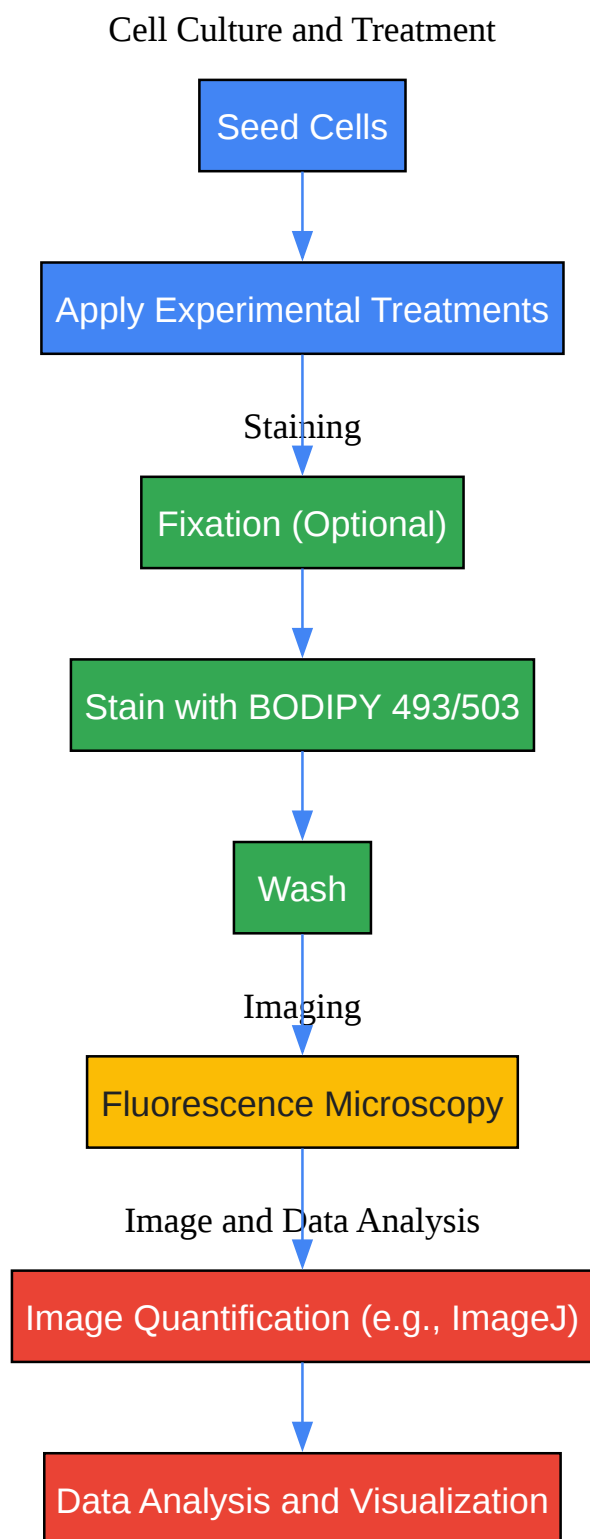 Cell Culture and Treatment
Seed Cells
Apply Experimental Treatments
Staining
Fixation (Optional)
Stain with BODIPY 493/503
Wash
Imaging
Fluorescence Microscopy
Image and Data Analysis
Image Quantification (e.g., ImageJ)
Data Analysis and Visualization